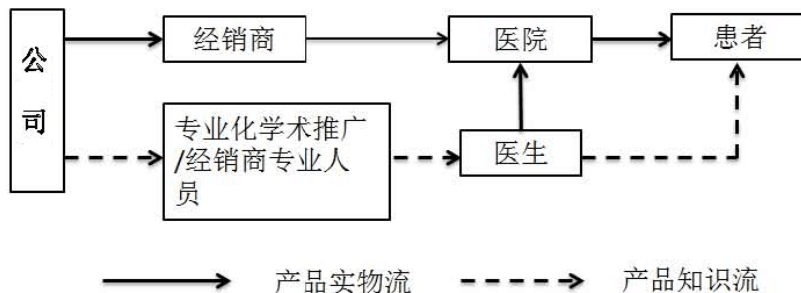 公
司
经销商
医院
患者
专业化学术推广
/经销商专业人
员
医生
产品实物流
产品知识流